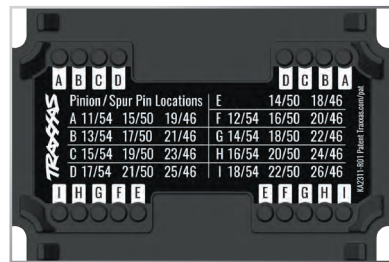 A B C D
D C B A
TRAXXAS
Pinion / Spur Pin Locations E 14/50 18/46
A 11/54 15/50 19/46 F 12/54 16/50 20/46
B 13/54 17/50 21/46 G 14/54 18/50 22/46
C 15/54 19/50 23/46 H 16/54 20/50 24/46
D 17/54 21/50 25/46 I 18/54 22/50 26/46
KA2311-R01 Patent Traxxas.com/pat
I H G F E
E F G H I